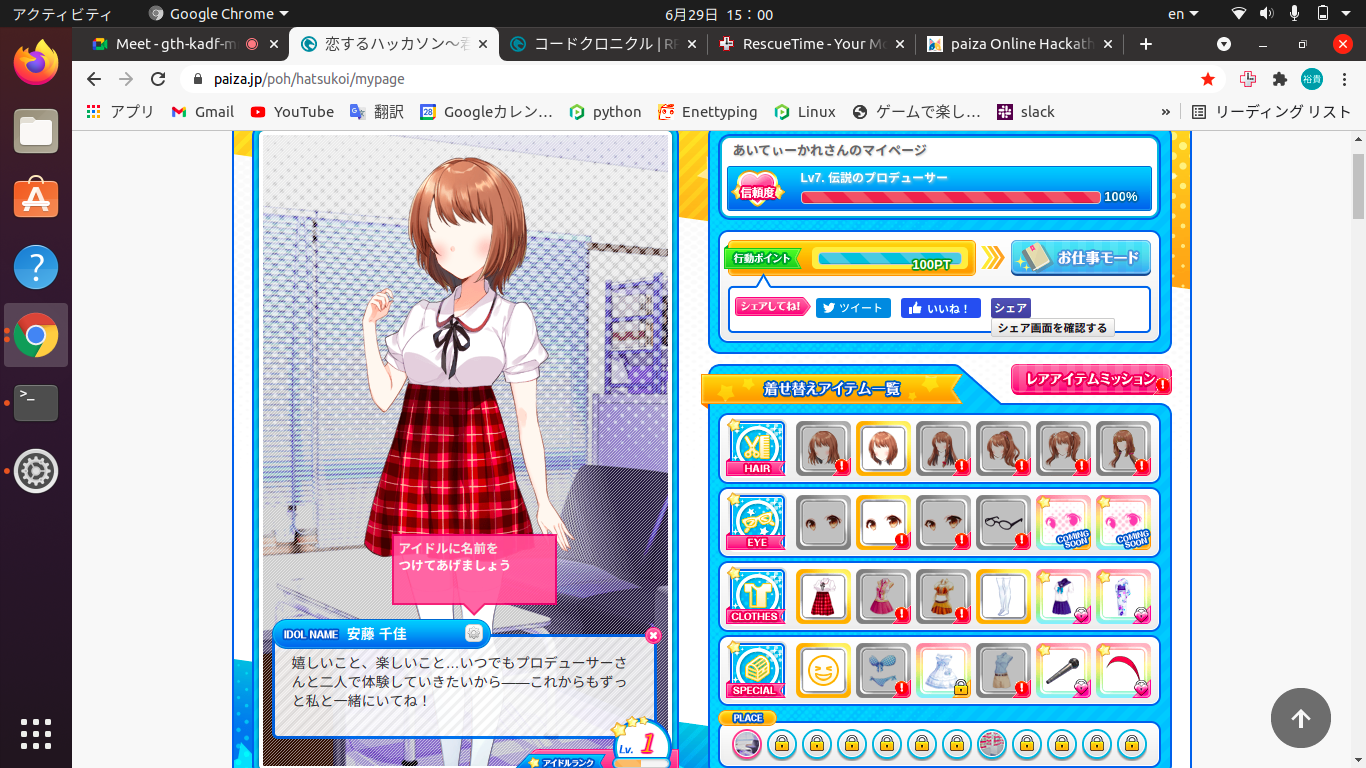 アクティビティ
Google Chrome
6月29日 15：00
en
Meet - gth-kadf-m
恋するハッカソン～君
コードクロニクル | RP
RescueTime - Your Mo
paiza Online Hackath
paiza.jp/poh/hatsukoi/mypage
裕貴
アプリ
Gmail
YouTube
翻訳
28
Googleカレン…
python
Enettyping
Linux
ゲームで楽し…
slack
»
リーディング リスト
あいてぃーかれさんのマイページ
信頼度
Lv7. 伝説のプロデューサー
100%
行動ポイント
100PT
お仕事モード
シェアしてね!
ツイート
いいね！
シェア
シェア画面を確認する
着せ替えアイテム一覧
レアアイテムミッション
HAIR
EYE
COMING SOON
COMING SOON
CLOTHES
SPECIAL
PLACE
アイドルに名前を
つけてあげましょう
IDOL NAME 安藤 千佳
嬉しいこと、楽しいこと…いつでもプロデューサーさ
んと二人で体験していきたいから――これからもずっ
と私と一緒にいてね！
Lv. 1
アイドルランク
>_